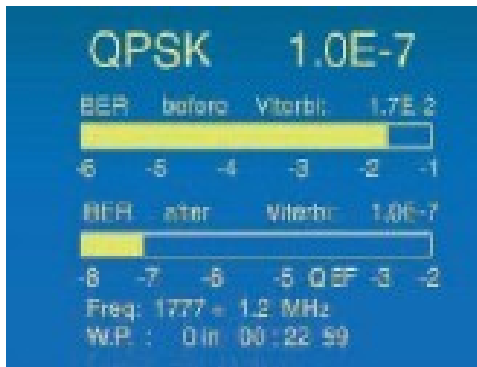 QPSK 1.0E-7
BER before Viterbi: 1.7E-2
-6 -5 -4 -3 -2 -1
BER after Viterbi: 1.0E-7
-8 -7 -6 -5 QEF -3 -2
Freq: 1777 + 1.2 MHz
W.P. : 0 in 00:22 59